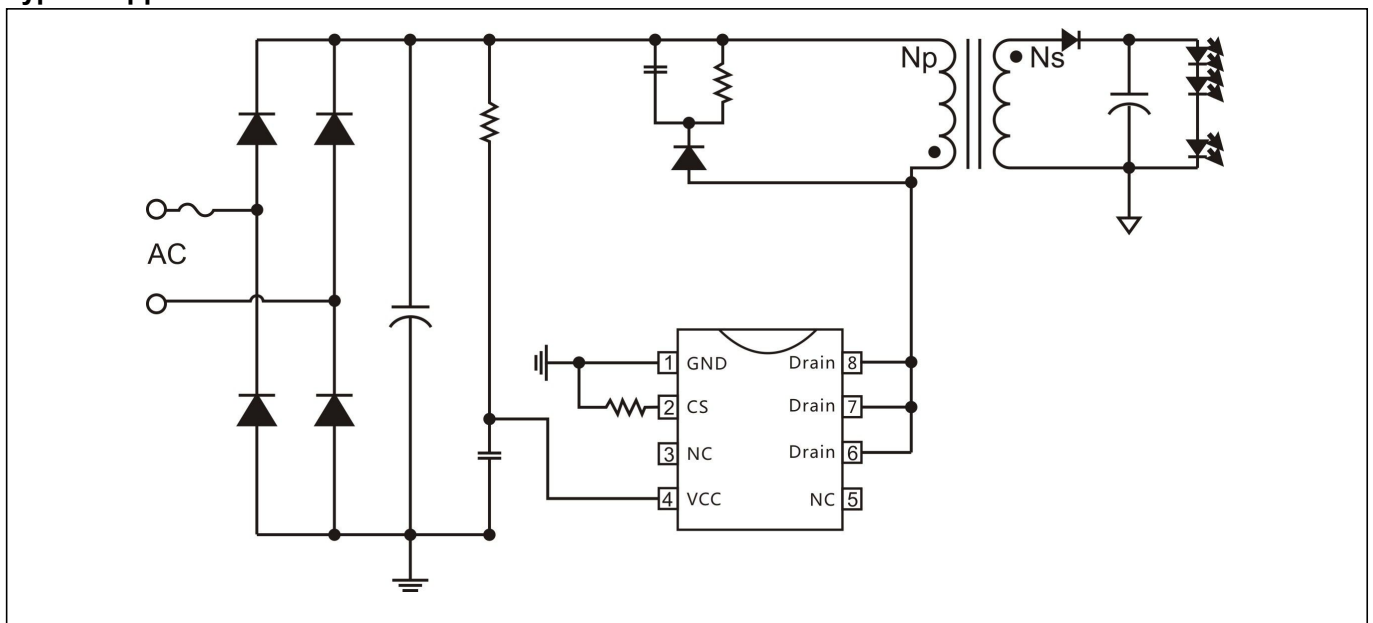 Np
Ns
AC
1 GND
Drain 8
2 CS
Drain 7
3 NC
Drain 6
4 VCC
NC 5